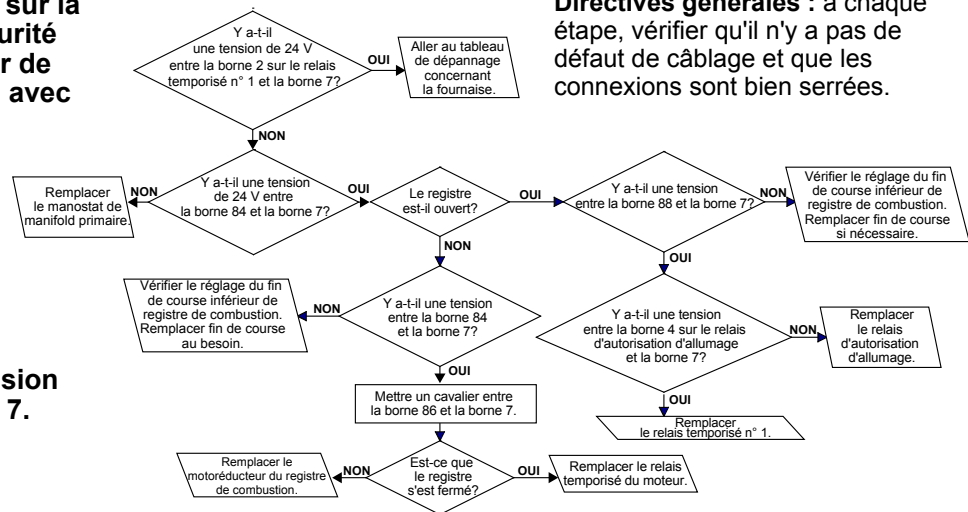 sur la
urité
r de
avec
Directives générales : à chaque
étape, vérifier qu'il n'y a pas de
défaut de câblage et que les
connexions sont bien serrées.
Y a-t-il
une tension de 24 V
entre la borne 2 sur le relais
temporisé n° 1 et la borne 7?
OUI
Aller au tableau
de dépannage
concernant
la fournaise.
NON
Remplacer
le manostat de
manifold primaire.
NON
Y a-t-il une tension
de 24 V entre
la borne 84 et la borne 7?
OUI
Le registre
est-il ouvert?
OUI
Y a-t-il une tension
entre la borne 88 et la borne 7?
NON
Vérifier le réglage du fin
de course inférieur de
registre de combustion.
Remplacer fin de course
si nécessaire.
NON
OUI
Vérifier le réglage du fin
de course inférieur de
registre de combustion.
Remplacer fin de course
au besoin.
NON
Y a-t-il une tension
entre la borne 84
et la borne 7?
Y a-t-il une tension
entre la borne 4 sur le relais
d'autorisation d'allumage
et la borne 7?
NON
Remplacer
le relais
d'autorisation
d'allumage.
sion
7.
OUI
OUI
Mettre un cavalier entre
la borne 86 et la borne 7.
Remplacer
le relais temporisé n° 1.
Remplacer le
motoréducteur du registre
de combustion.
NON
Est-ce que
le registre
s'est fermé?
OUI
Remplacer le relais
temporisé du moteur.